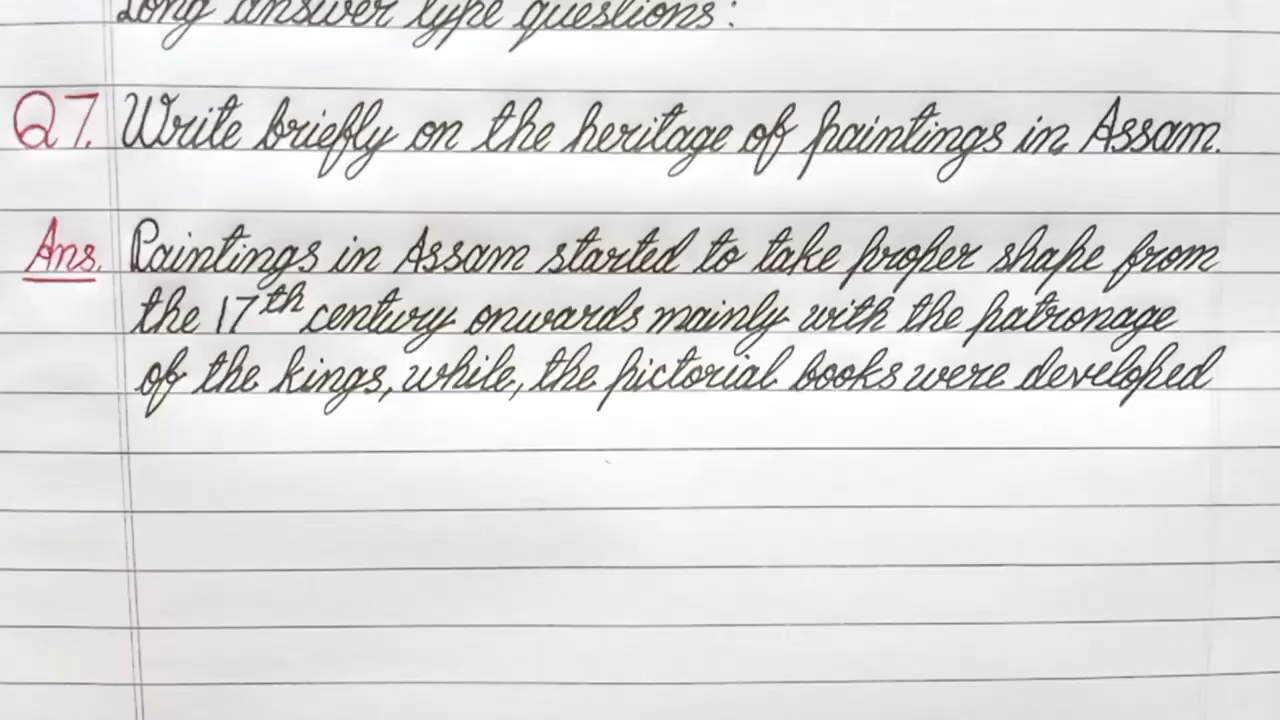 Long answer type questions:
Q7. Write briefly on the heritage of paintings in Assam.
Ans. Paintings in Assam started to take proper shape from
the 17th century onwards mainly with the patronage
of the kings, while, the pictorial books were developed